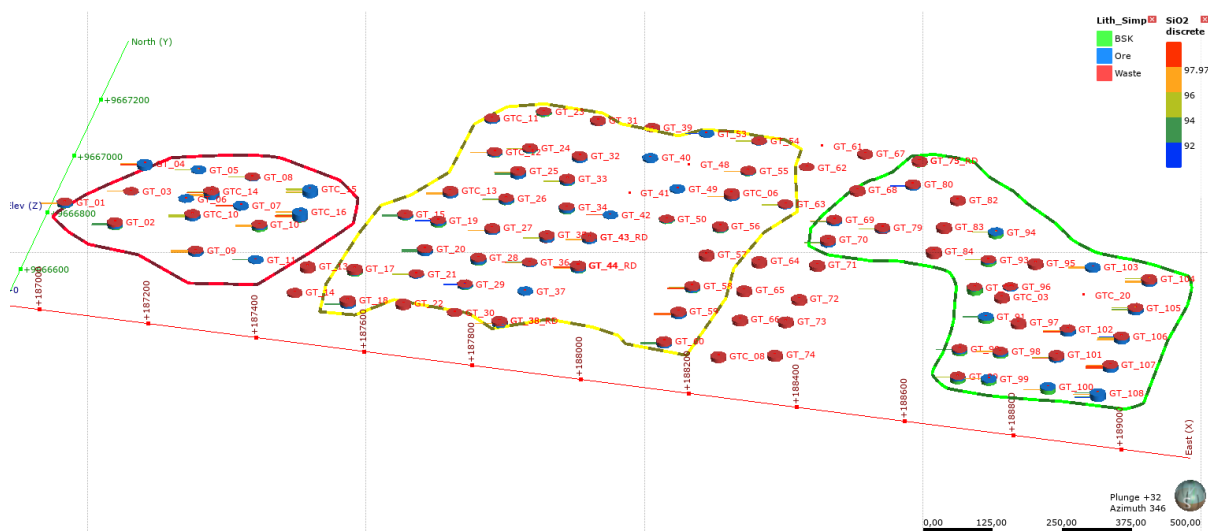 Lith_Simp
BSK
Ore
Waste
SiO2
discrete
97.97
96
94
92
North (Y)
+9667200
+9667000
Elev (Z)
+9666800
+9666600
+0
GTC_11
GT_23
GT_31
GT_39
GT_53
GT_54
GT_61
GT_67
GT_75_RD
GT_04
GT_05
GT_08
GTC_12
GT_24
GT_32
GT_40
GT_48
GT_55
GT_62
GT_03
GTC_14
GTC_15
GT_25
GT_33
GT_01
GT_06
GT_07
GTC_16
GTC_13
GT_26
GT_34
GT_41
GT_49
GTC_06
GT_63
GT_68
GT_80
GT_82
GT_02
GTC_10
GT_10
GT_15
GT_19
GT_27
GT_42
GT_50
GT_56
GT_69
GT_79
GT_83
GT_94
GT_09
GT_11
GT_20
GT_28
GT_43_RD
GT_57
GT_64
GT_70
GT_71
GT_84
GT_93
GT_95
GT_103
GT_13
GT_17
GT_21
GT_36
GT_44_RD
GT_104
GT_14
GT_18
GT_22
GT_29
GT_37
GT_58
GT_65
GT_72
GT_96
GTC_03
GTC_20
GT_105
GT_30
GT_38_RD
GT_59
GT_66
GT_73
GT_91
GT_97
GT_102
GT_106
GT_60
GTC_08
GT_74
GT_98
GT_101
GT_107
GT_99
GT_100
GT_108
+187000
+187200
+187400
+187600
+187800
+188000
+188200
+188400
+188600
+188800
+189000
East (X)
Plunge +32
Azimuth 346
0,00
125,00
250,00
375,00
500,00